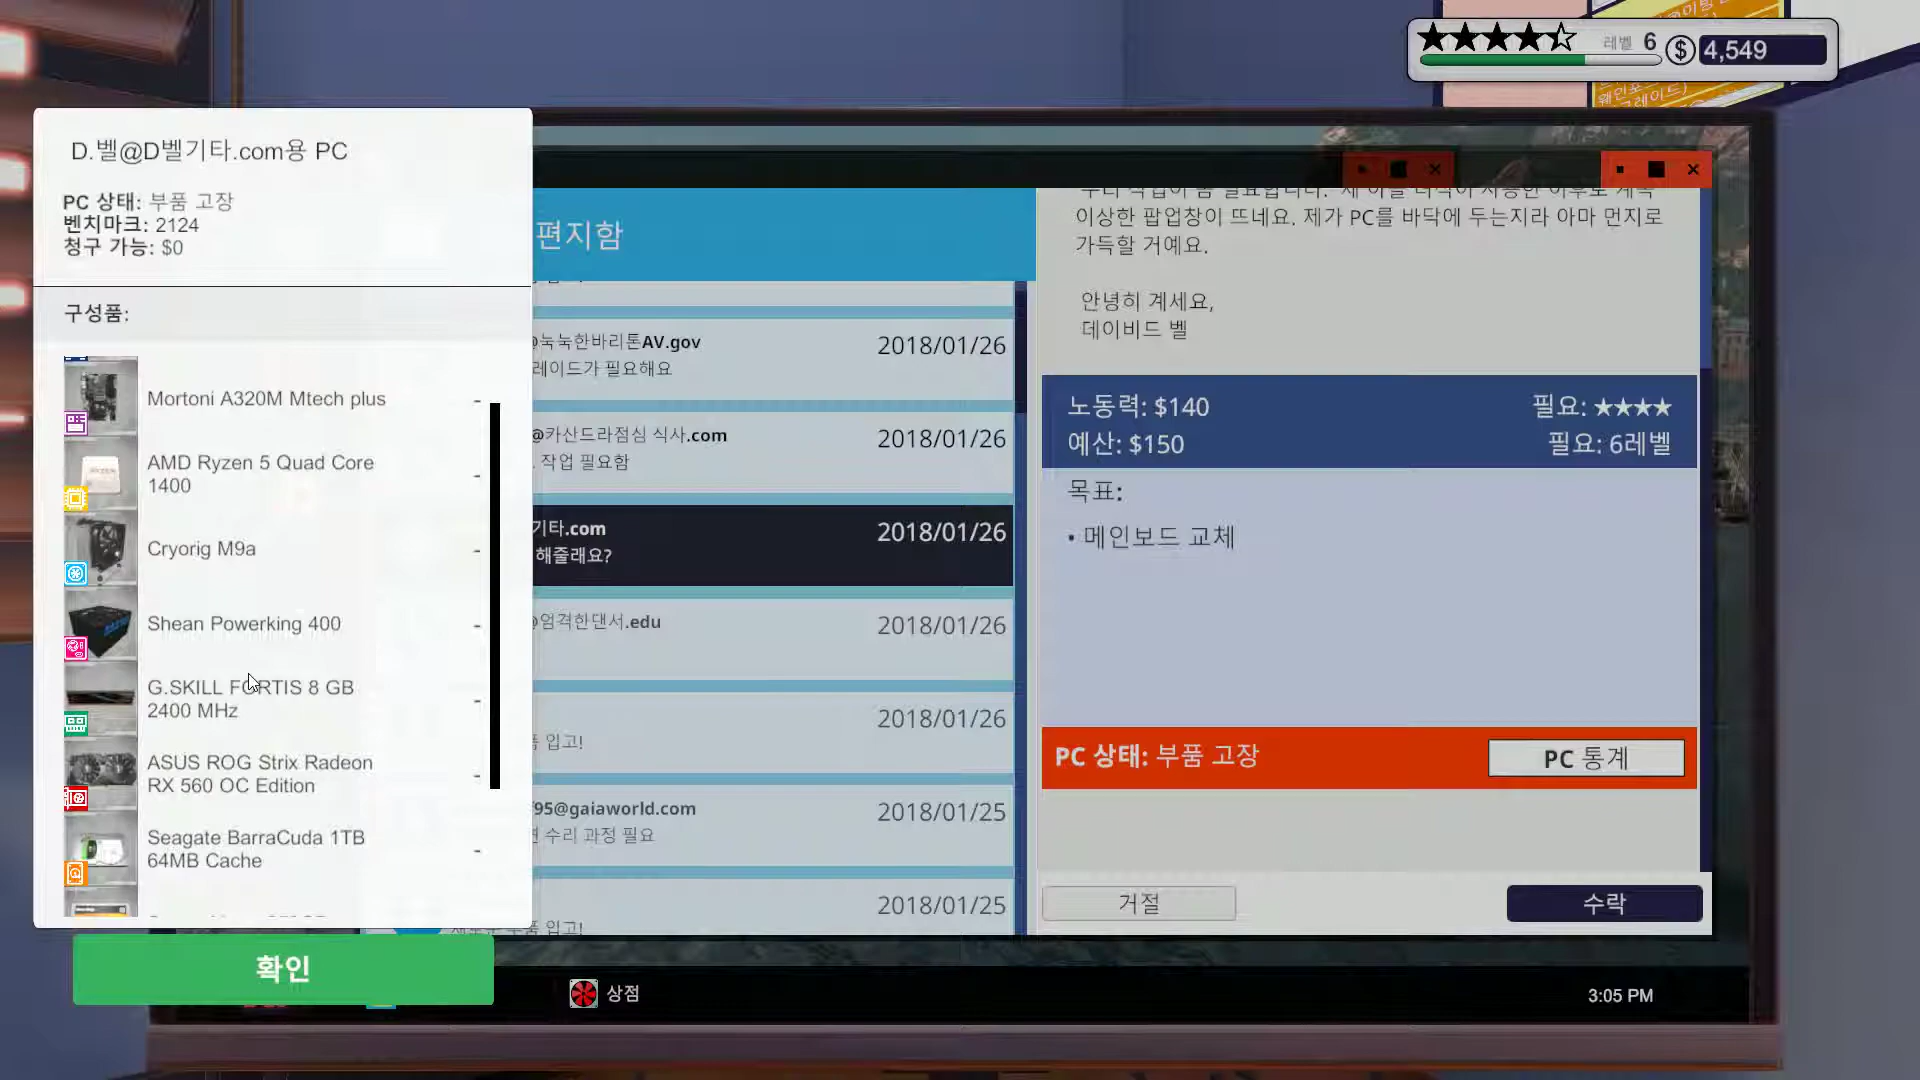 레벨 6
4,549
D.벨@D벨기타.com용 PC
PC 상태: 부품 고장
벤치마크: 2124
청구 가능: $0
구성품:
Mortoni A320M Mtech plus -
AMD Ryzen 5 Quad Core
1400 -
Cryorig M9a -
Shean Powerking 400 -
G.SKILL FORTIS 8 GB
2400 MHz -
ASUS ROG Strix Radeon
RX 560 OC Edition -
Seagate BarraCuda 1TB
64MB Cache -
확인
편지함
@눅눅한바리톤AV.gov 2018/01/26
레이드가 필요해요
@카산드라점심 식사.com 2018/01/26
. 작업 필요함
기타.com 2018/01/26
해줄래요?
@엄격한댄서.edu 2018/01/26
2018/01/26
품 입고!
95@gaiaworld.com 2018/01/25
수리 과정 필요
2018/01/25
새로운 부품 입고!
이상한 팝업창이 뜨네요. 제가 PC를 바닥에 두는지라 아마 먼지로
가득할 거예요.
안녕히 계세요,
데이비드 벨
노동력: $140 필요: ★★★★
예산: $150 필요: 6레벨
목표:
• 메인보드 교체
PC 상태: 부품 고장 PC 통계
거절 수락
상점
3:05 PM